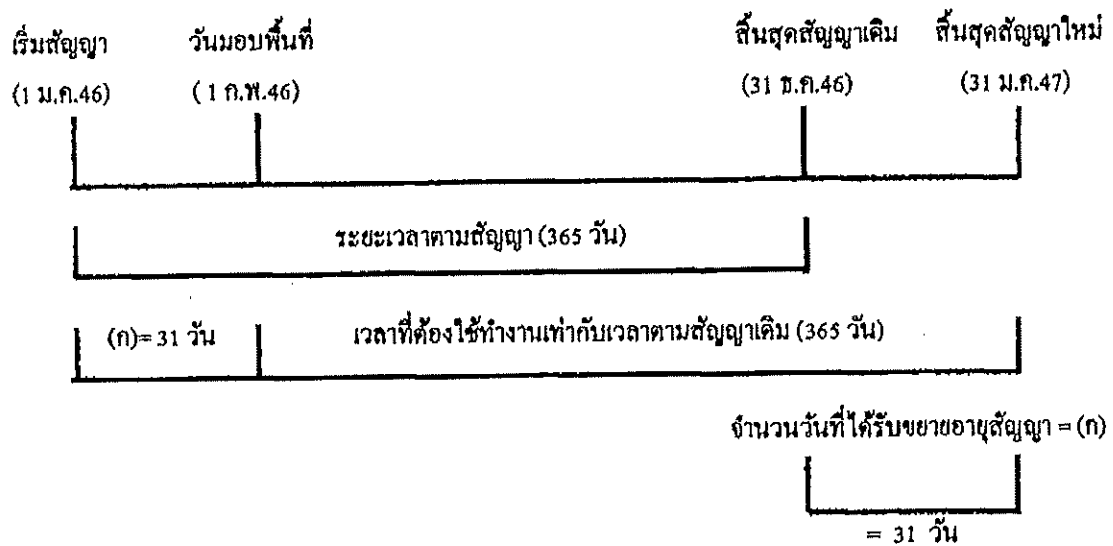 เริ่มสัญญา วันมอบพื้นที่ สิ้นสุดสัญญาเดิม สิ้นสุดสัญญาใหม่
(1 ม.ค.46) ( 1 ก.พ.46) (31 ธ.ค.46) (31 ม.ค.47)
ระยะเวลาตามสัญญา (365 วัน)
(ก)= 31 วัน เวลาที่ต้องใช้ทำงานเท่ากับเวลาตามสัญญาเดิม (365 วัน)
จำนวนวันที่ได้รับขยายอายุสัญญา = (ก)
= 31 วัน